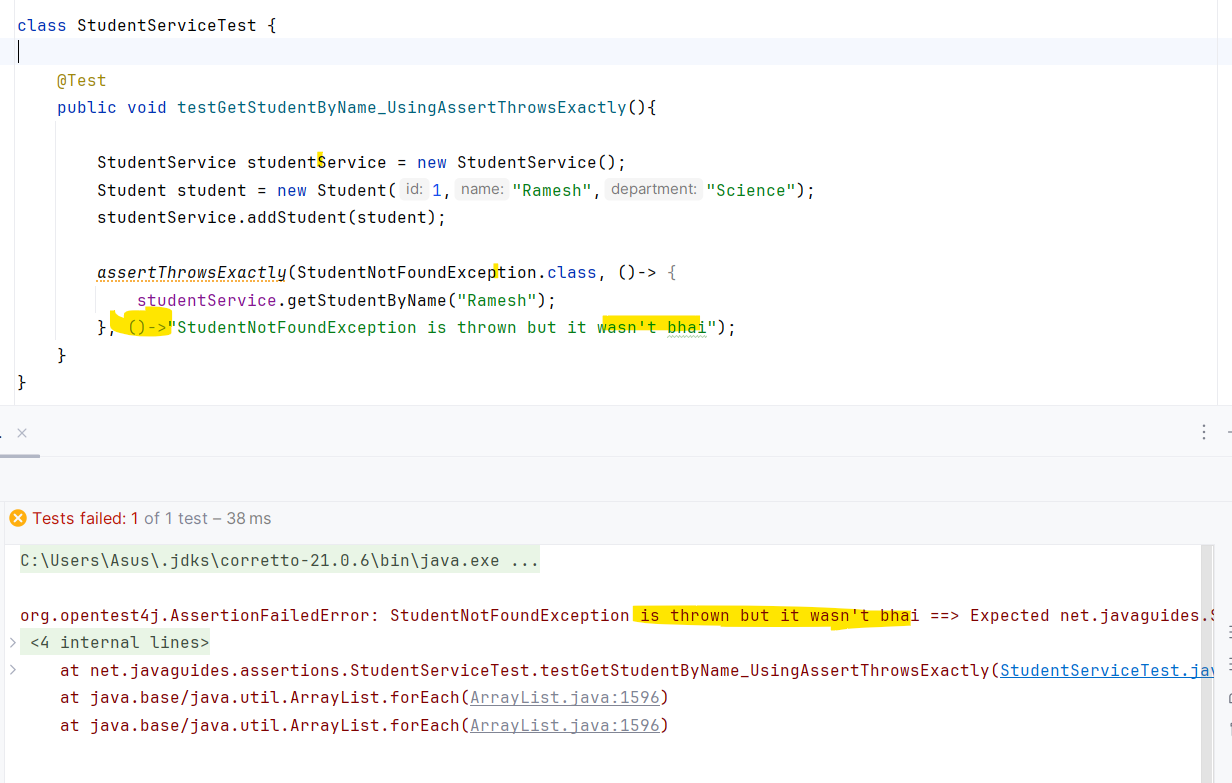 class StudentServiceTest {
@Test
public void testGetStudentByName_UsingAssertThrowsExactly(){
StudentService studentService = new StudentService();
Student student = new Student( id: 1, name: "Ramesh", department: "Science");
studentService.addStudent(student);
assertThrowsExactly(StudentNotFoundException.class, ()-> {
studentService.getStudentByName("Ramesh");
}, ()->"StudentNotFoundException is thrown but it wasn't bhai");
}
}
Tests failed: 1 of 1 test – 38 ms
C:\Users\Asus\.jdks\corretto-21.0.6\bin\java.exe ...
org.opentest4j.AssertionFailedError: StudentNotFoundException is thrown but it wasn't bhai ==> Expected net.javaguides.
<4 internal lines>
at net.javaguides.assertions.StudentServiceTest.testGetStudentByName_UsingAssertThrowsExactly(StudentServiceTest.jav
at java.base/java.util.ArrayList.forEach(ArrayList.java:1596)
at java.base/java.util.ArrayList.forEach(ArrayList.java:1596)